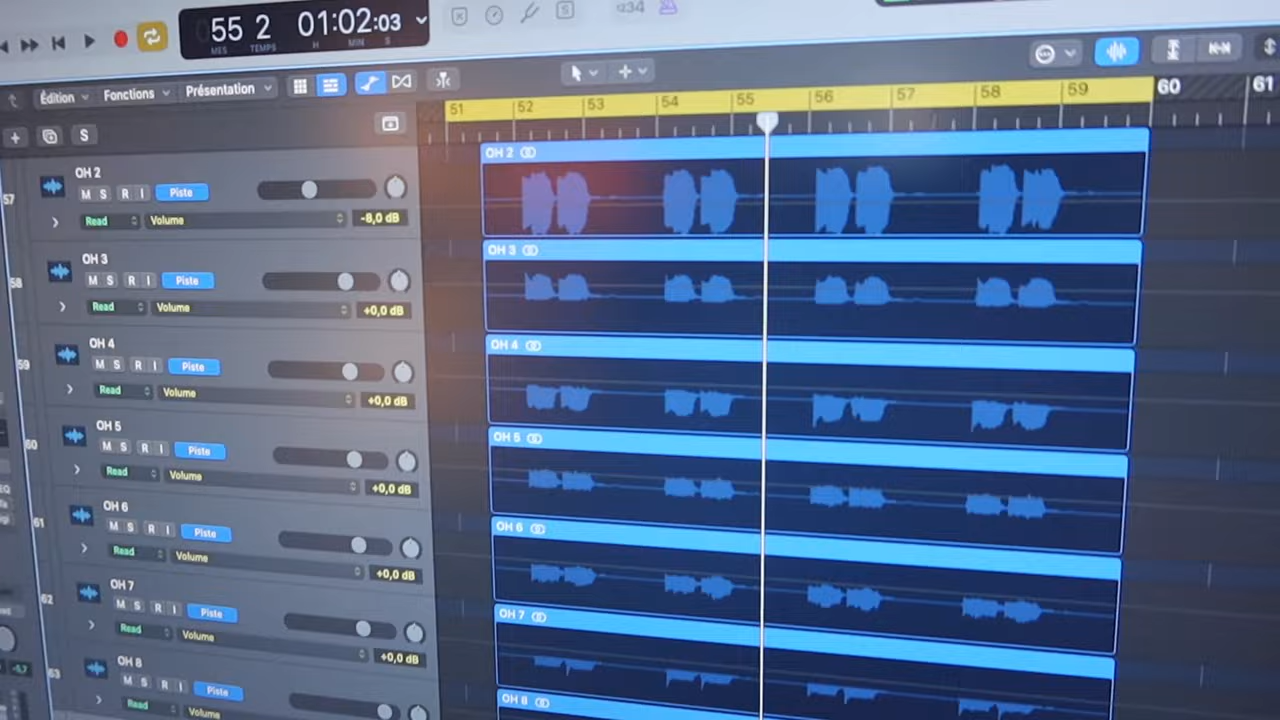 55 2 01:02:03
MES TEMPS H MIN S
1234
Édition Fonctions Présentation
51 52 53 54 55 56 57 58 59 60 61
S
57
OH 2
M S R I Piste
Read Volume -8,0 dB
58
OH 3
M S R I Piste
Read Volume +0,0 dB
59
OH 4
M S R I Piste
Read Volume +0,0 dB
60
OH 5
M S R I Piste
Read Volume +0,0 dB
61
OH 6
M S R I Piste
Read Volume +0,0 dB
62
OH 7
M S R I Piste
Read Volume +0,0 dB
63
OH 8
M S R I Piste
Read Volume
OH 2
OH 3
OH 4
OH 5
OH 6
OH 7
OH 8